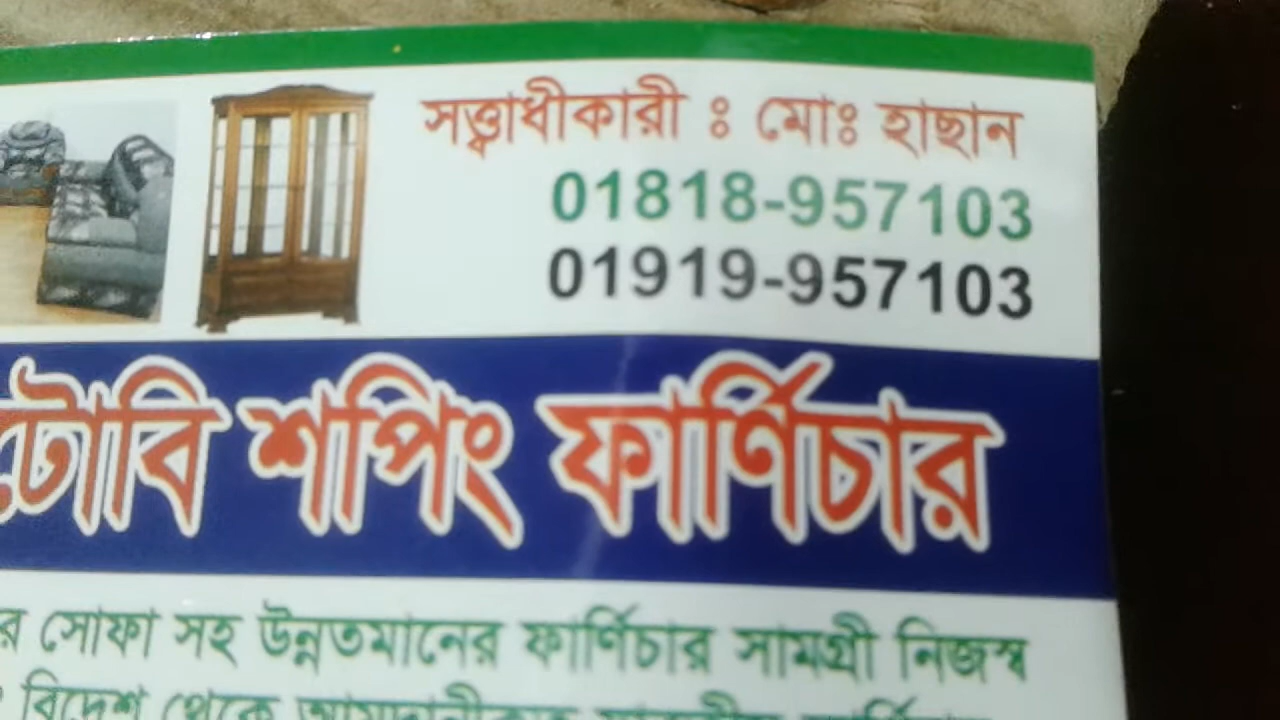 সত্ত্বাধীকারী ঃ মোঃ হাছান
01818-957103
01919-957103
টোবি শপিং ফার্ণিচার
র সোফা সহ উন্নতমানের ফার্ণিচার সামগ্রী নিজস্ব
বিদেশ থেকে